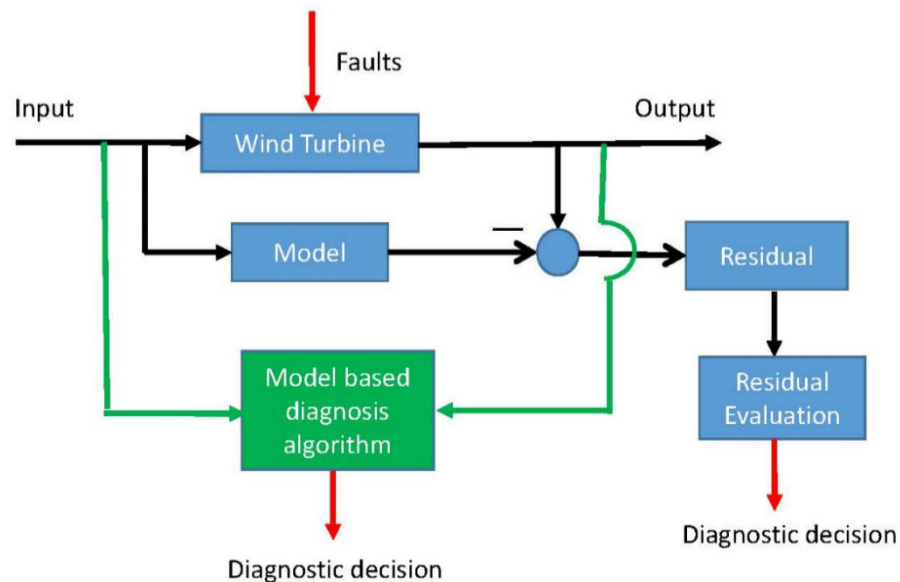 Faults
Input
Output
Wind Turbine
Model
Residual
Model based
diagnosis
algorithm
Residual
Evaluation
Diagnostic decision
Diagnostic decision